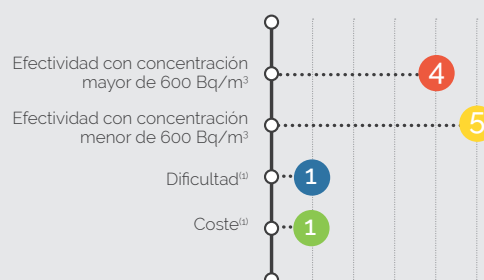 Efectividad con concentración
mayor de 600 Bq/m³
4
Efectividad con concentración
menor de 600 Bq/m³
5
Dificultad⁽¹⁾
1
Coste⁽¹⁾
1